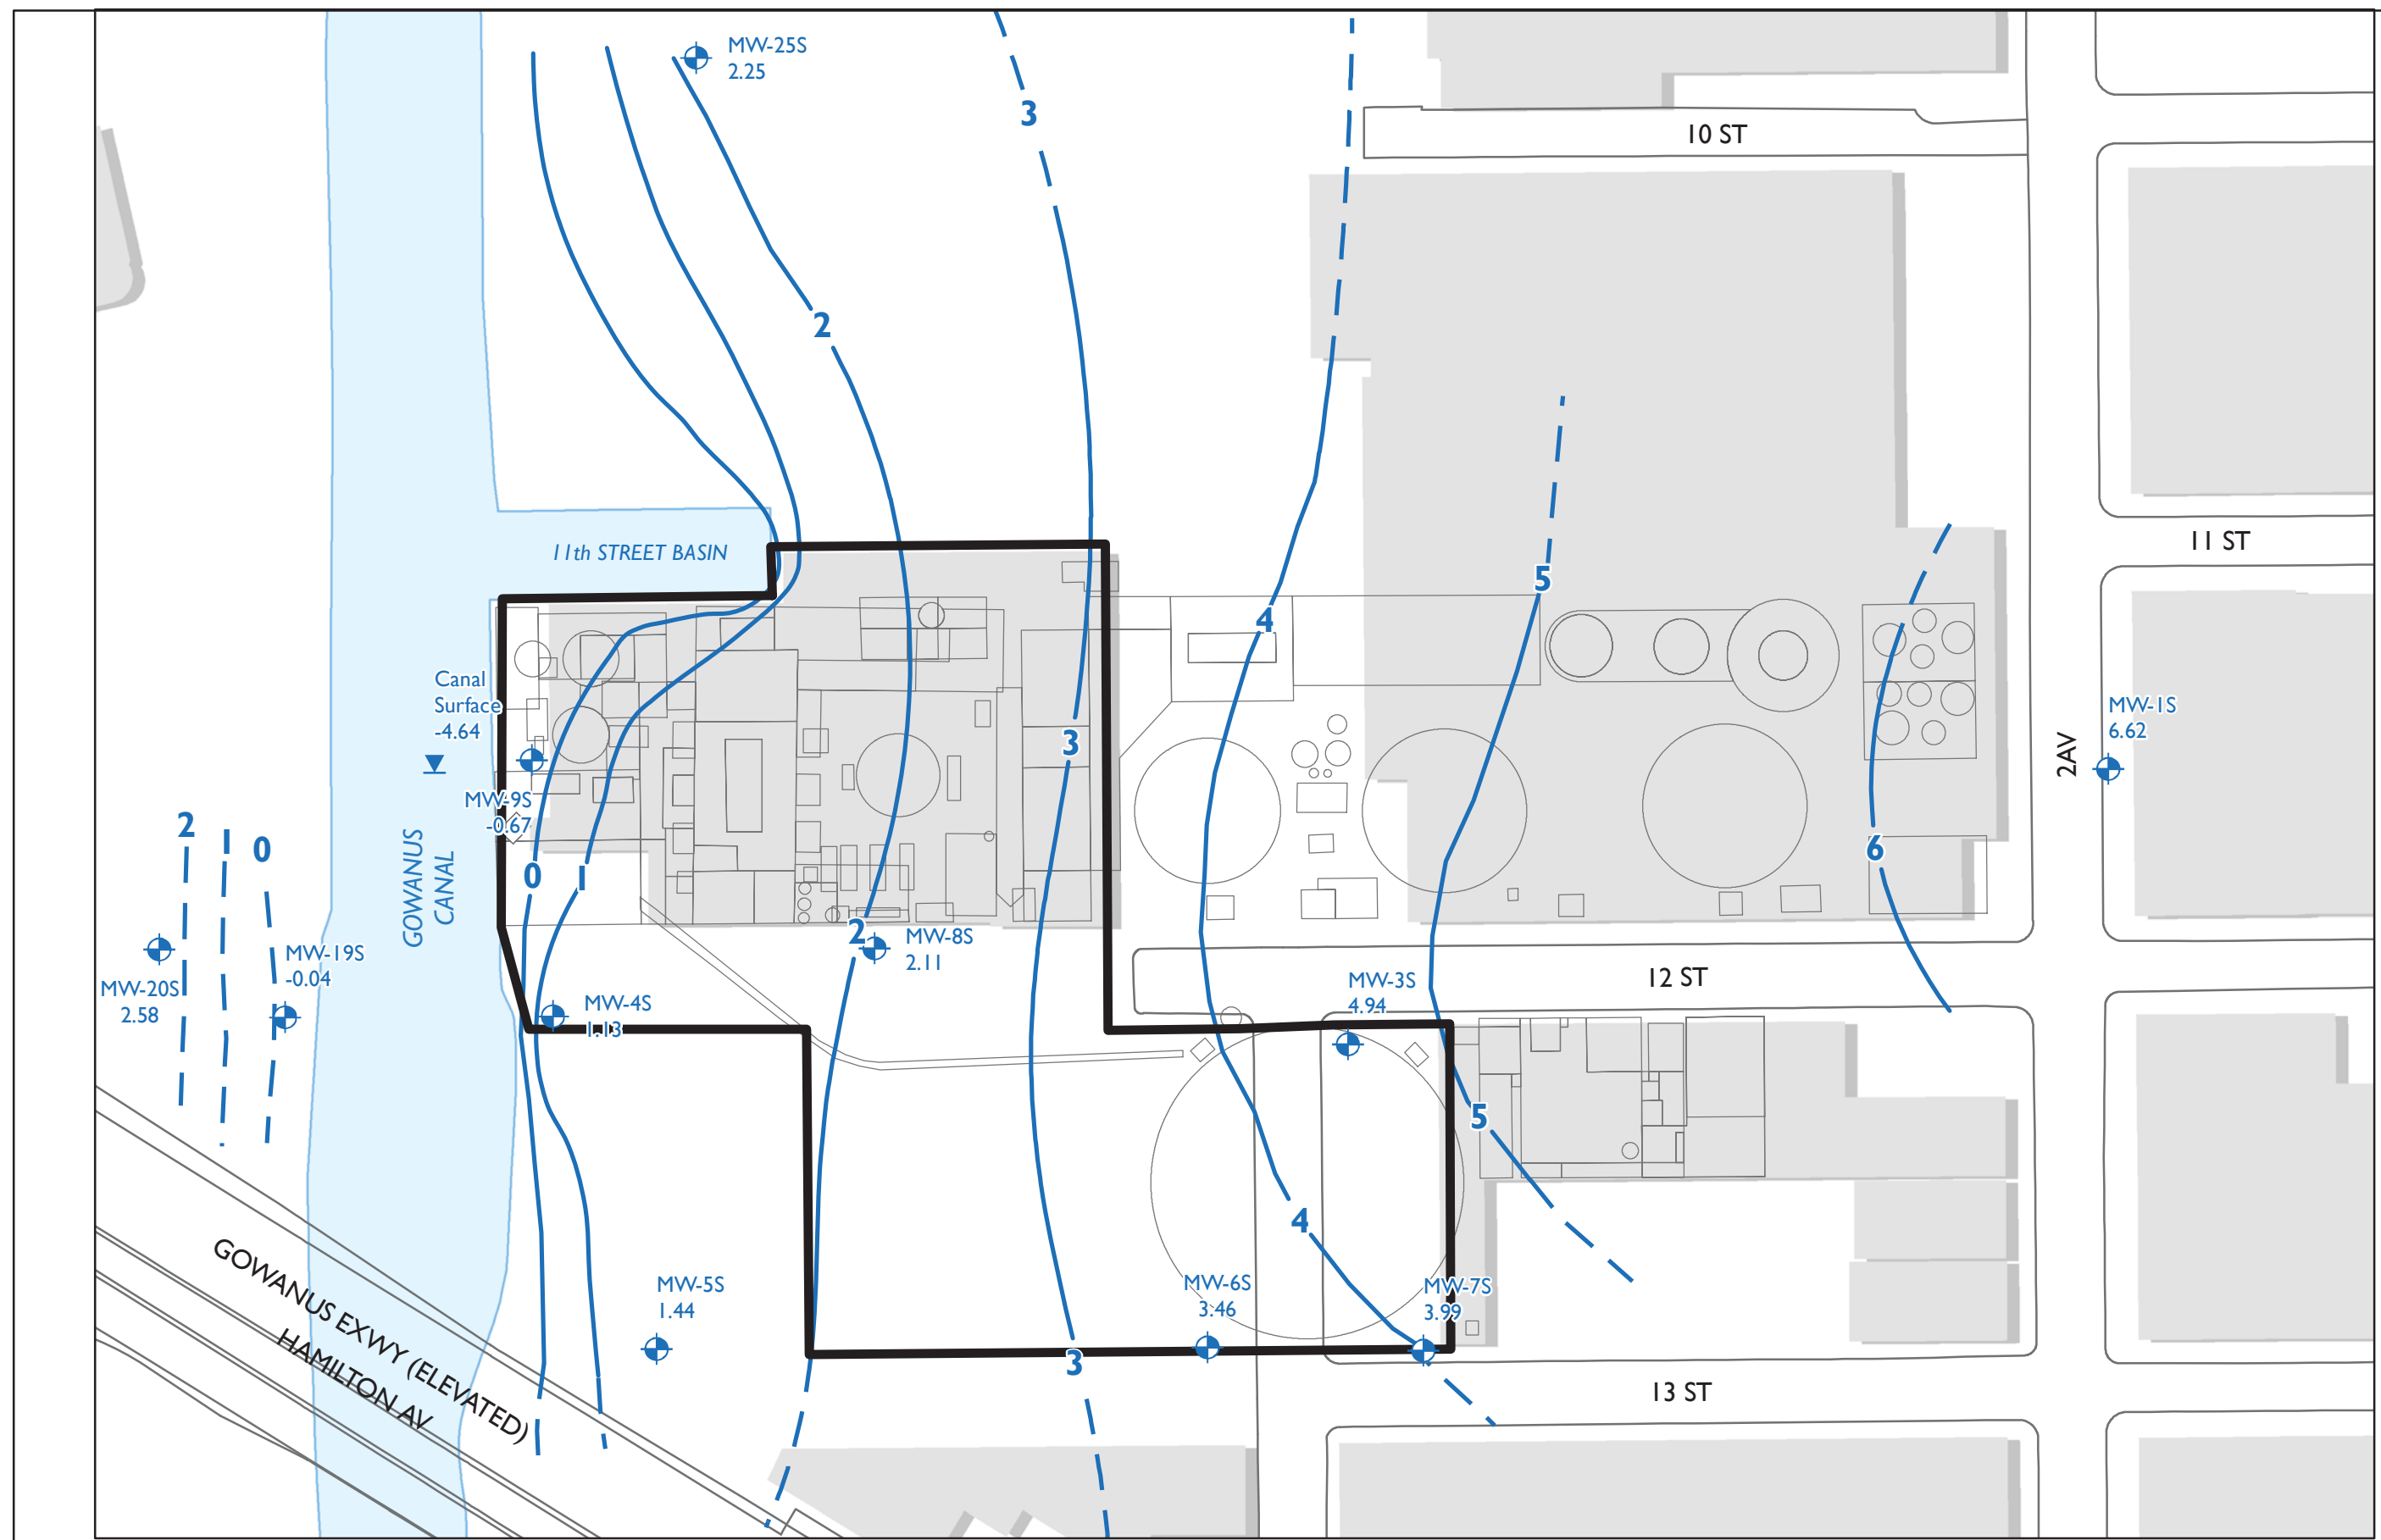 MW-25S
2.25
3
10 ST
2
11th STREET BASIN
11 ST
5
4
Canal
Surface
-4.64
MW-1S
6.62
3
2AV
MW-9S
-0.67
2
1
0
6
GOWANUS
CANAL
0
1
2
MW-8S
2.11
MW-19S
-0.04
MW-20S
2.58
12 ST
MW-3S
4.94
MW-4S
1.13
5
4
GOWANUS EXWY (ELEVATED)
HAMILTON AV
MW-5S
1.44
MW-6S
3.46
MW-7S
3.99
3
13 ST